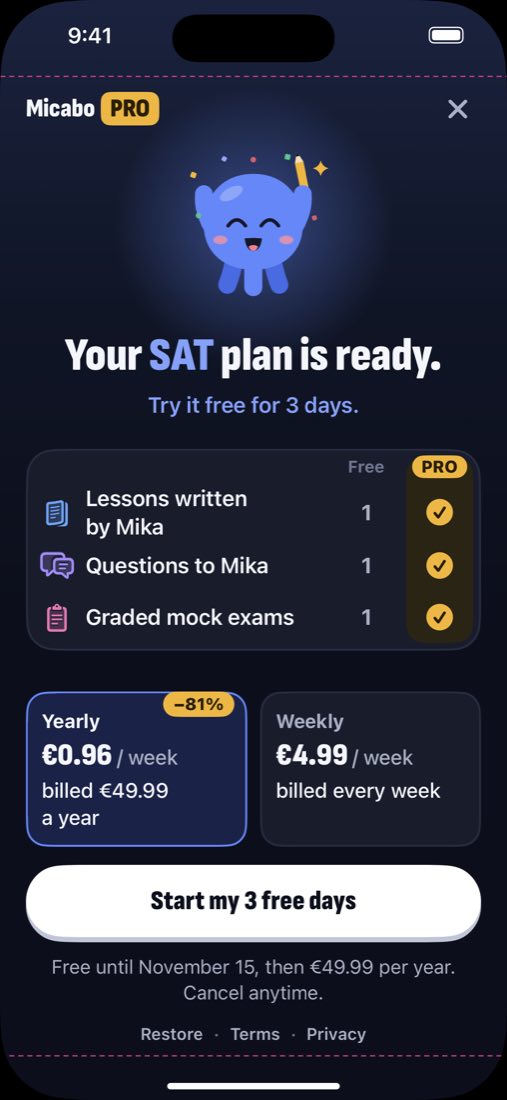 9:41
Micabo PRO
Your SAT plan is ready.
Try it free for 3 days.
Free PRO
Lessons written
by Mika
1
Questions to Mika 1
Graded mock exams 1
−81%
Yearly
€0.96 / week
billed €49.99
a year
Weekly
€4.99 / week
billed every week
Start my 3 free days
Free until November 15, then €49.99 per year.
Cancel anytime.
Restore · Terms · Privacy